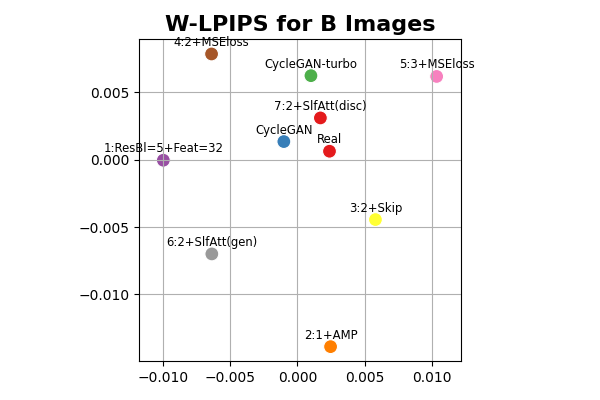 W-LPIPS for B Images
4:2+MSEloss
CycleGAN-turbo
5:3+MSEloss
0.005
7:2+SlfAtt(disc)
CycleGAN
Real
1:ResBl=5+Feat=32
0.000
3:2+Skip
−0.005
6:2+SlfAtt(gen)
−0.010
2:1+AMP
−0.010 −0.005 0.000 0.005 0.010